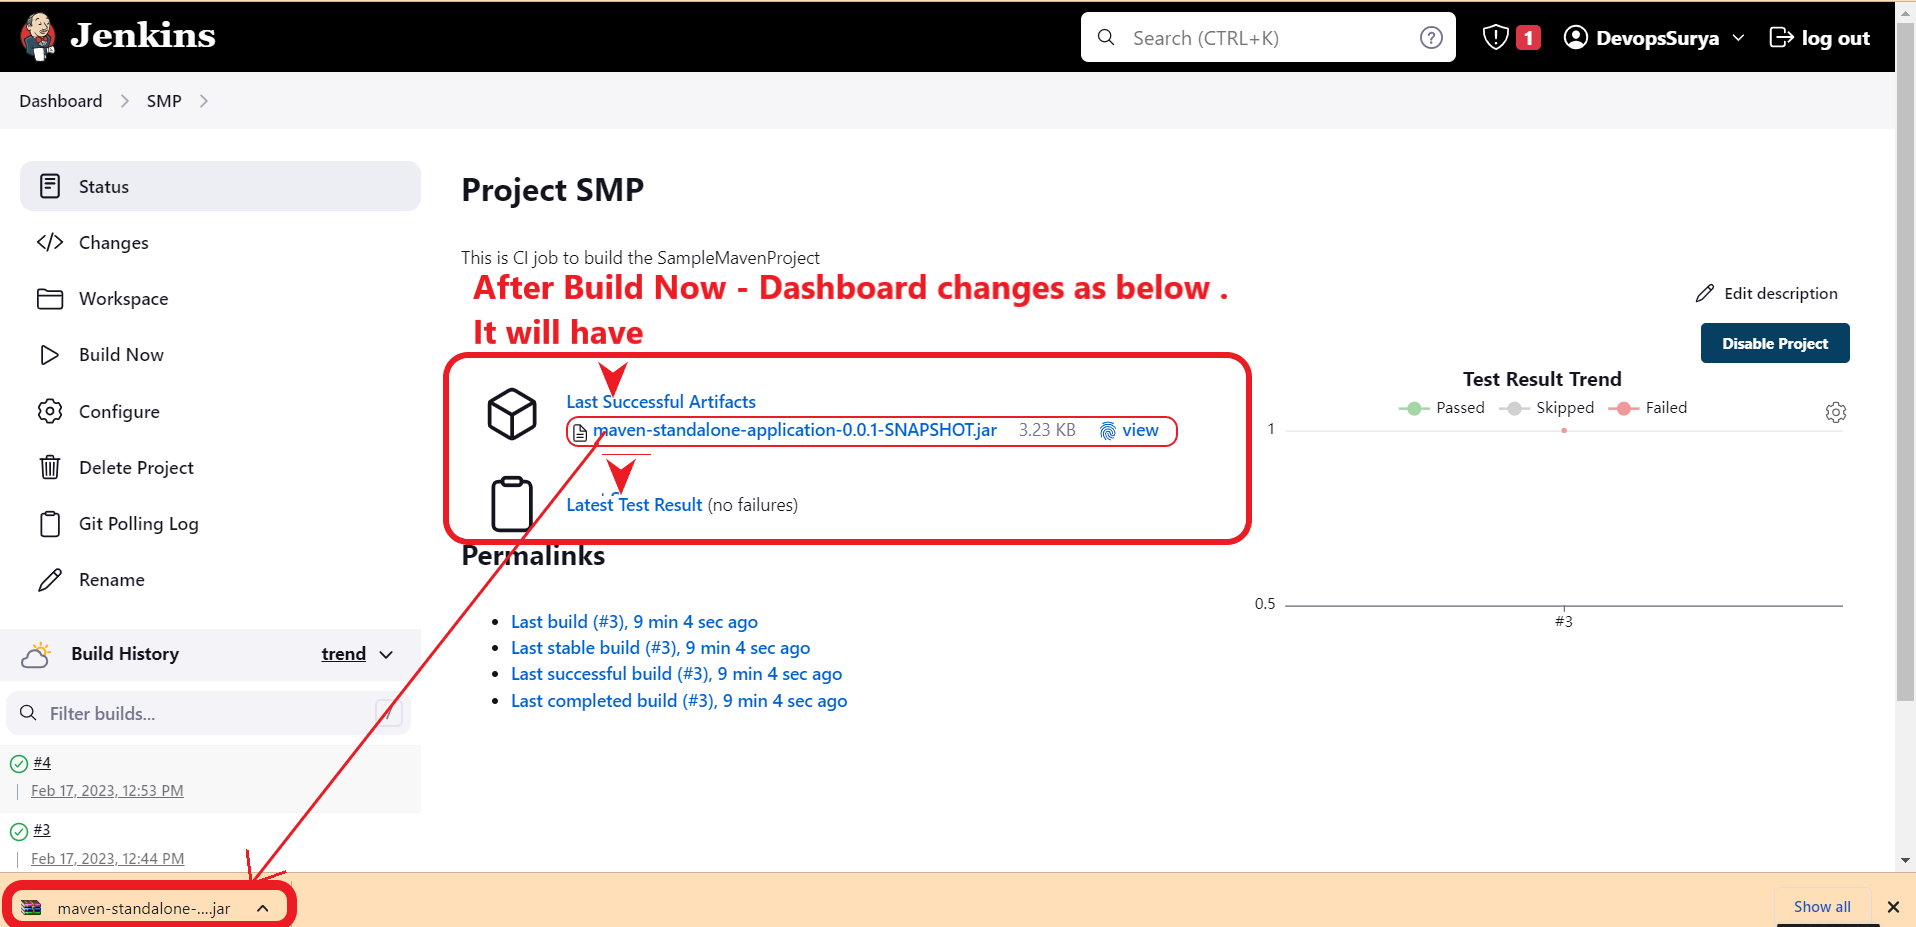 Jenkins
Search (CTRL+K)
?
1
DevopsSurya
log out
Dashboard
SMP
Status
Changes
Workspace
Build Now
Configure
Delete Project
Git Polling Log
Rename
Build History
trend
Filter builds...
/
#4
Feb 17, 2023, 12:53 PM
#3
Feb 17, 2023, 12:44 PM
Project SMP
This is CI job to build the SampleMavenProject
After Build Now - Dashboard changes as below .
It will have
Last Successful Artifacts
maven-standalone-application-0.0.1-SNAPSHOT.jar 3.23 KB view
Latest Test Result (no failures)
Permalinks
Last build (#3), 9 min 4 sec ago
Last stable build (#3), 9 min 4 sec ago
Last successful build (#3), 9 min 4 sec ago
Last completed build (#3), 9 min 4 sec ago
Edit description
Disable Project
Test Result Trend
Passed Skipped Failed
1
0.5
#3
maven-standalone-....jar
Show all